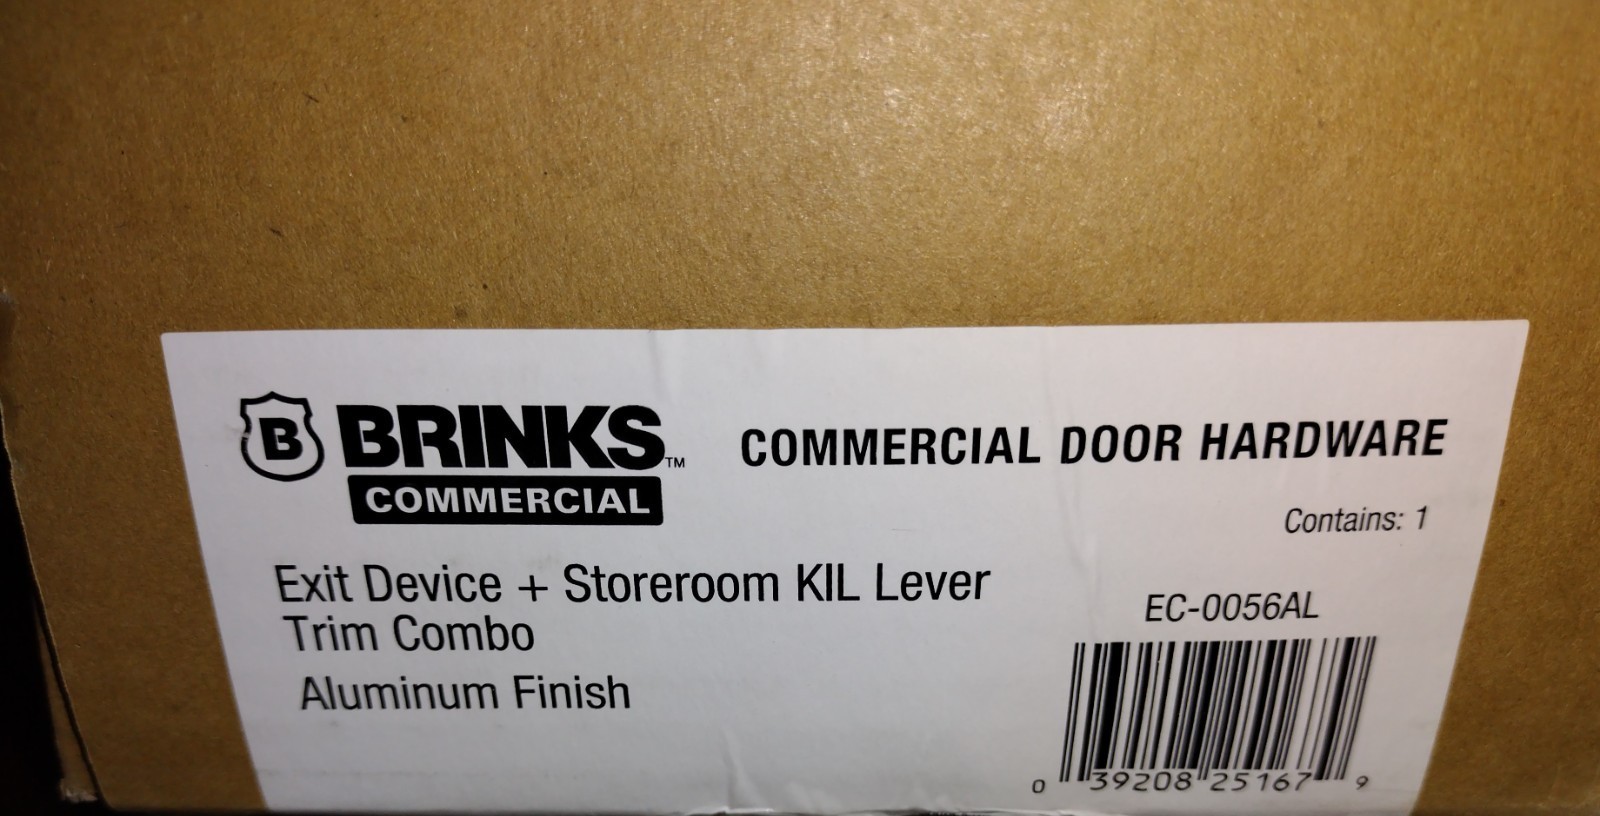 B BRINKS™
COMMERCIAL
COMMERCIAL DOOR HARDWARE
Contains: 1
Exit Device + Storeroom KIL Lever
Trim Combo
Aluminum Finish
EC-0056AL
0 39208 25167 9